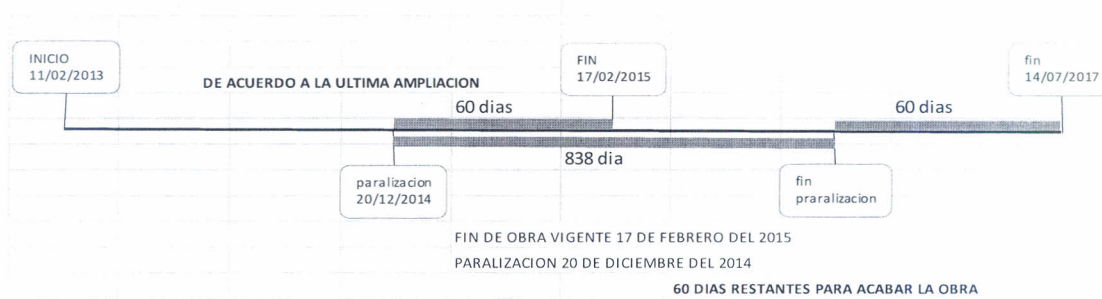 INICIO
11/02/2013
DE ACUERDO A LA ULTIMA AMPLIACION
FIN
17/02/2015
fin
14/07/2017
60 dias
60 dias
838 dia
paralizacion
20/12/2014
fin
praralizacion
FIN DE OBRA VIGENTE 17 DE FEBRERO DEL 2015
PARALIZACION 20 DE DICIEMBRE DEL 2014
60 DIAS RESTANTES PARA ACABAR LA OBRA